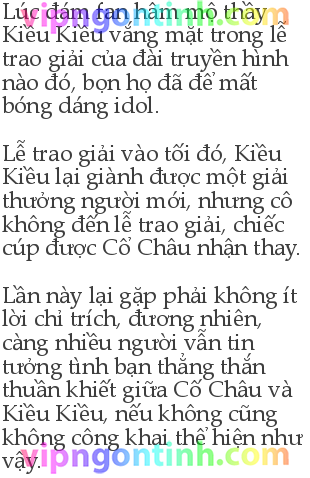 Lúc đám fan hâm mộ thầy
vipngontinh.com
Kiều Kiều vắng mặt trong lễ
trao giải của đài truyền hình
nào đó, bọn họ đã để mất
bóng dáng idol.

Lễ trao giải vào tối đó, Kiều
Kiều lại giành được một giải
thưởng người mới, nhưng cô
không đến lễ trao giải, chiếc
cúp được Cố Châu nhận thay.

Lần này lại gặp phải không ít
lời chỉ trích, đương nhiên,
càng nhiều người vẫn tin
tưởng tình bạn thẳng thắn
thuần khiết giữa Cố Châu và
Kiều Kiều, nếu không cũng
không công khai thể hiện như
vậy.
vipngontinh.com